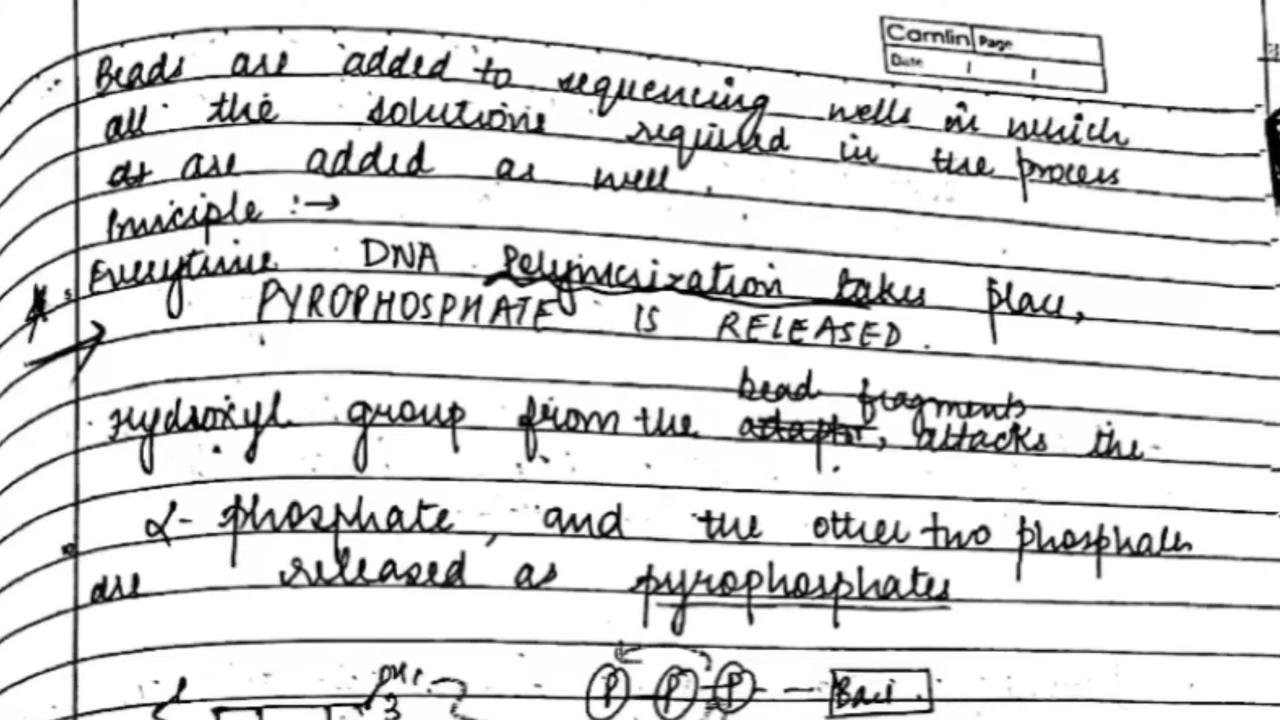 Camlin Page
Date / /
Beads are added to sequencing wells in which
all the solutions required in the process
are added as well.
Principle :→
Everytime DNA Polymerization takes place,
PYROPHOSPHATE IS RELEASED.
bead fragments
Hydroxyl group from the adaptor, attacks the
α- phosphate, and the other two phosphates
are released as pyrophosphates
P P P Base
3